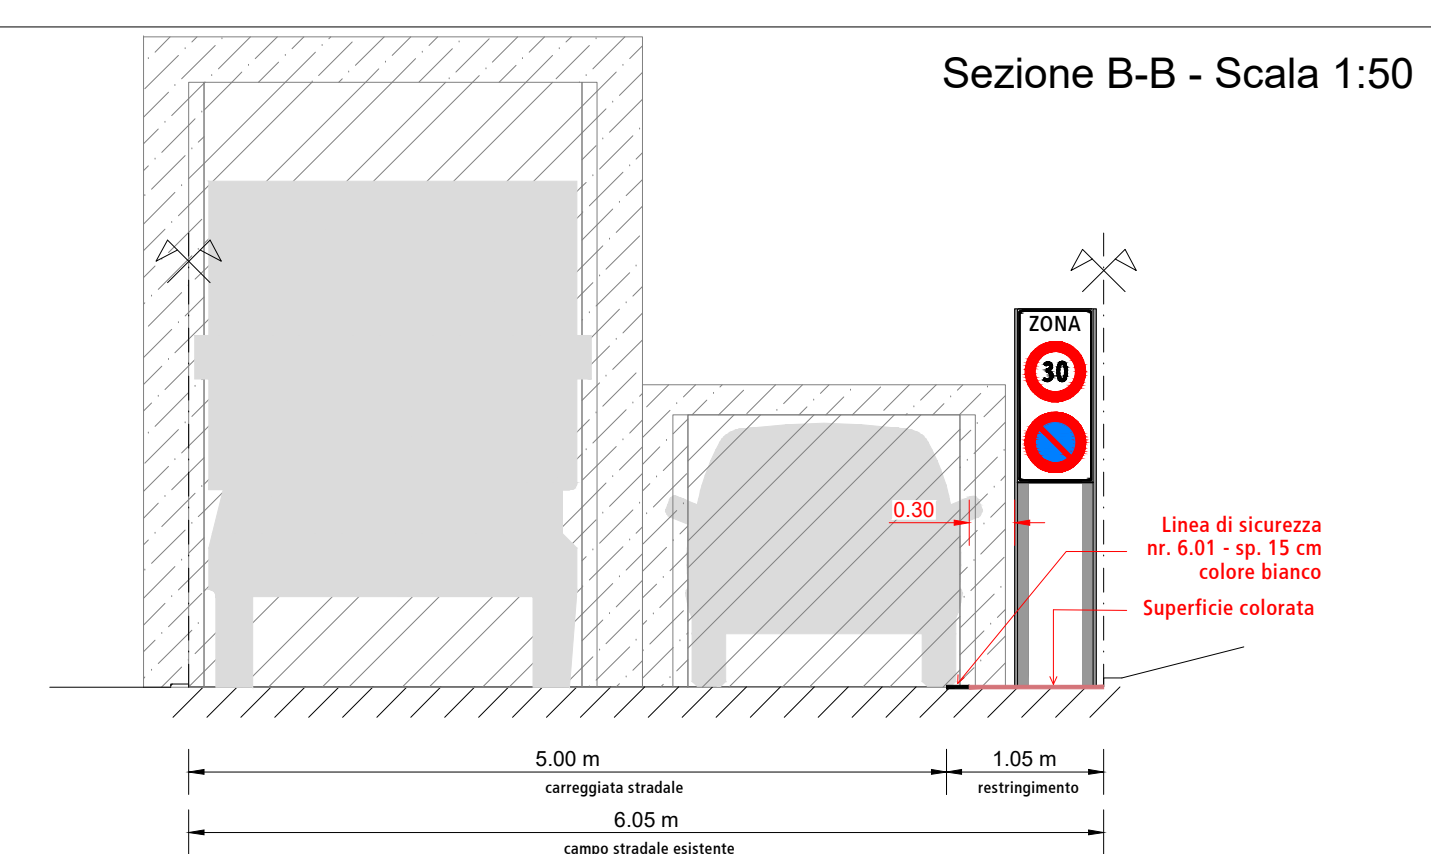 Sezione B-B - Scala 1:50
ZONA
30
0.30
Linea di sicurezza
nr. 6.01 - sp. 15 cm
colore bianco
Superficie colorata
5.00 m
carreggiata stradale
1.05 m
restringimento
6.05 m
campo stradale esistente